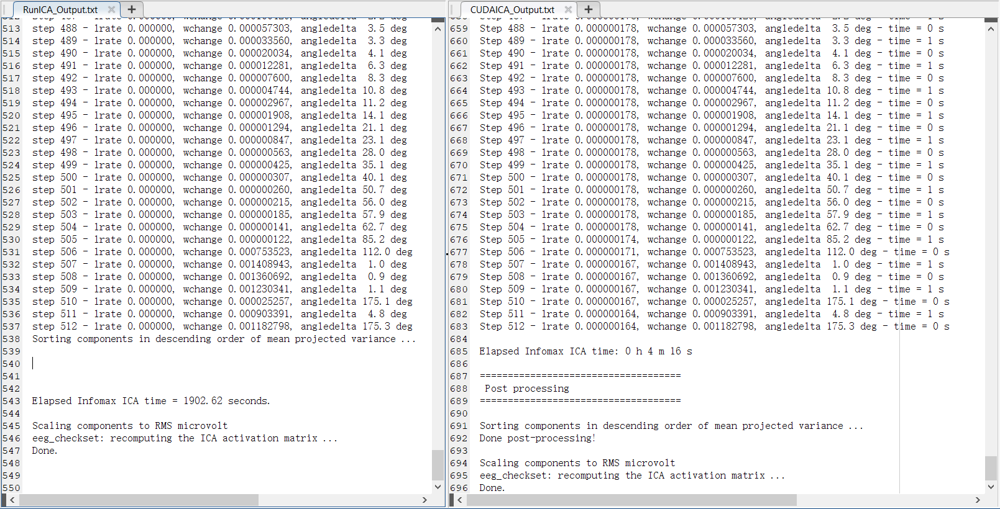 RunICA_Output.txt
513 step 488 - lrate 0.000000, wchange 0.000057303, angledelta 3.5 deg
514 step 489 - lrate 0.000000, wchange 0.000033560, angledelta 3.3 deg
515 step 490 - lrate 0.000000, wchange 0.000020034, angledelta 4.1 deg
516 step 491 - lrate 0.000000, wchange 0.000012281, angledelta 6.3 deg
517 step 492 - lrate 0.000000, wchange 0.000007600, angledelta 8.3 deg
518 step 493 - lrate 0.000000, wchange 0.000004744, angledelta 10.8 deg
519 step 494 - lrate 0.000000, wchange 0.000002967, angledelta 11.2 deg
520 step 495 - lrate 0.000000, wchange 0.000001908, angledelta 14.1 deg
521 step 496 - lrate 0.000000, wchange 0.000001294, angledelta 21.1 deg
522 step 497 - lrate 0.000000, wchange 0.000000847, angledelta 23.1 deg
523 step 498 - lrate 0.000000, wchange 0.000000563, angledelta 28.0 deg
524 step 499 - lrate 0.000000, wchange 0.000000425, angledelta 35.1 deg
525 step 500 - lrate 0.000000, wchange 0.000000307, angledelta 40.1 deg
526 step 501 - lrate 0.000000, wchange 0.000000260, angledelta 50.7 deg
527 step 502 - lrate 0.000000, wchange 0.000000215, angledelta 56.0 deg
528 step 503 - lrate 0.000000, wchange 0.000000185, angledelta 57.9 deg
529 step 504 - lrate 0.000000, wchange 0.000000141, angledelta 62.7 deg
530 step 505 - lrate 0.000000, wchange 0.000000122, angledelta 85.2 deg
531 step 506 - lrate 0.000000, wchange 0.000753523, angledelta 112.0 deg
532 step 507 - lrate 0.000000, wchange 0.001408943, angledelta 1.0 deg
533 step 508 - lrate 0.000000, wchange 0.001360692, angledelta 0.9 deg
534 step 509 - lrate 0.000000, wchange 0.001230341, angledelta 1.1 deg
535 step 510 - lrate 0.000000, wchange 0.000025257, angledelta 175.1 deg
536 step 511 - lrate 0.000000, wchange 0.000903391, angledelta 4.8 deg
537 step 512 - lrate 0.000000, wchange 0.001182798, angledelta 175.3 deg
538 Sorting components in descending order of mean projected variance ...
539
540
541
542
543 Elapsed Infomax ICA time = 1902.62 seconds.
544
545 Scaling components to RMS microvolt
546 eeg_checkset: recomputing the ICA activation matrix ...
547 Done.
548
549
550
CUDAICA_Output.txt
659 Step 488 - lrate 0.000000178, wchange 0.000057303, angledelta 3.5 deg - time = 0 s
660 Step 489 - lrate 0.000000178, wchange 0.000033560, angledelta 3.3 deg - time = 1 s
661 Step 490 - lrate 0.000000178, wchange 0.000020034, angledelta 4.1 deg - time = 0 s
662 Step 491 - lrate 0.000000178, wchange 0.000012281, angledelta 6.3 deg - time = 1 s
663 Step 492 - lrate 0.000000178, wchange 0.000007600, angledelta 8.3 deg - time = 0 s
664 Step 493 - lrate 0.000000178, wchange 0.000004744, angledelta 10.8 deg - time = 1 s
665 Step 494 - lrate 0.000000178, wchange 0.000002967, angledelta 11.2 deg - time = 0 s
666 Step 495 - lrate 0.000000178, wchange 0.000001908, angledelta 14.1 deg - time = 1 s
667 Step 496 - lrate 0.000000178, wchange 0.000001294, angledelta 21.1 deg - time = 0 s
668 Step 497 - lrate 0.000000178, wchange 0.000000847, angledelta 23.1 deg - time = 1 s
669 Step 498 - lrate 0.000000178, wchange 0.000000563, angledelta 28.0 deg - time = 0 s
670 Step 499 - lrate 0.000000178, wchange 0.000000425, angledelta 35.1 deg - time = 1 s
671 Step 500 - lrate 0.000000178, wchange 0.000000307, angledelta 40.1 deg - time = 0 s
672 Step 501 - lrate 0.000000178, wchange 0.000000260, angledelta 50.7 deg - time = 1 s
673 Step 502 - lrate 0.000000178, wchange 0.000000215, angledelta 56.0 deg - time = 0 s
674 Step 503 - lrate 0.000000178, wchange 0.000000185, angledelta 57.9 deg - time = 1 s
675 Step 504 - lrate 0.000000178, wchange 0.000000141, angledelta 62.7 deg - time = 0 s
676 Step 505 - lrate 0.000000174, wchange 0.000000122, angledelta 85.2 deg - time = 1 s
677 Step 506 - lrate 0.000000171, wchange 0.000753523, angledelta 112.0 deg - time = 0 s
678 Step 507 - lrate 0.000000167, wchange 0.001408943, angledelta 1.0 deg - time = 1 s
679 Step 508 - lrate 0.000000167, wchange 0.001360692, angledelta 0.9 deg - time = 0 s
680 Step 509 - lrate 0.000000167, wchange 0.001230341, angledelta 1.1 deg - time = 1 s
681 Step 510 - lrate 0.000000167, wchange 0.000025257, angledelta 175.1 deg - time = 0 s
682 Step 511 - lrate 0.000000164, wchange 0.000903391, angledelta 4.8 deg - time = 1 s
683 Step 512 - lrate 0.000000164, wchange 0.001182798, angledelta 175.3 deg - time = 0 s
684
685 Elapsed Infomax ICA time: 0 h 4 m 16 s
686
687 ====================================
688 Post processing
689 ====================================
690
691 Sorting components in descending order of mean projected variance ...
692 Done post-processing!
693
694 Scaling components to RMS microvolt
695 eeg_checkset: recomputing the ICA activation matrix ...
696 Done.